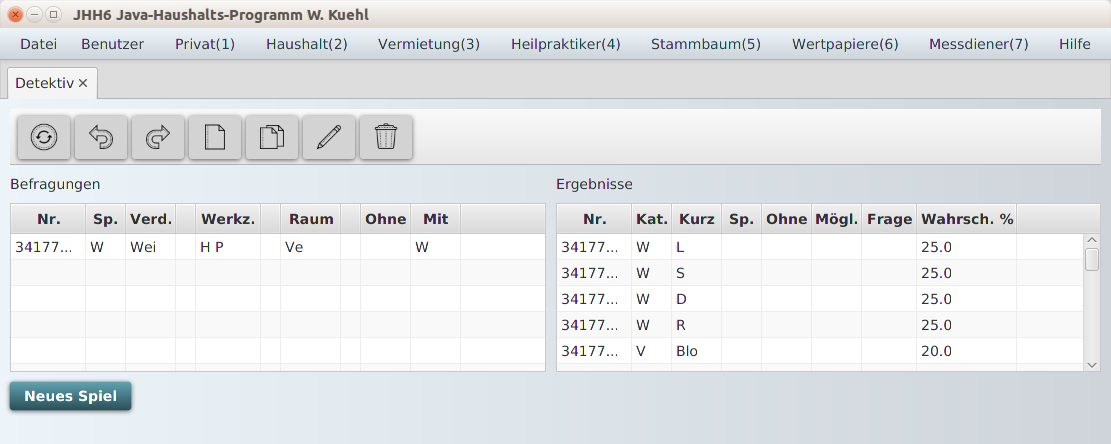 JHH6 Java-Haushalts-Programm W. Kuehl
Datei Benutzer Privat(1) Haushalt(2) Vermietung(3) Heilpraktiker(4) Stammbaum(5) Wertpapiere(6) Messdiener(7) Hilfe
Detektiv
Befragungen Ergebnisse
Nr. Sp. Verd. Werkz. Raum Ohne Mit Nr. Kat. Kurz Sp. Ohne Mögl. Frage Wahrsch. %
34177... W Wei H P Ve W 34177... W L 25.0
34177... W S 25.0
34177... W D 25.0
34177... W R 25.0
34177... V Blo 20.0
Neues Spiel